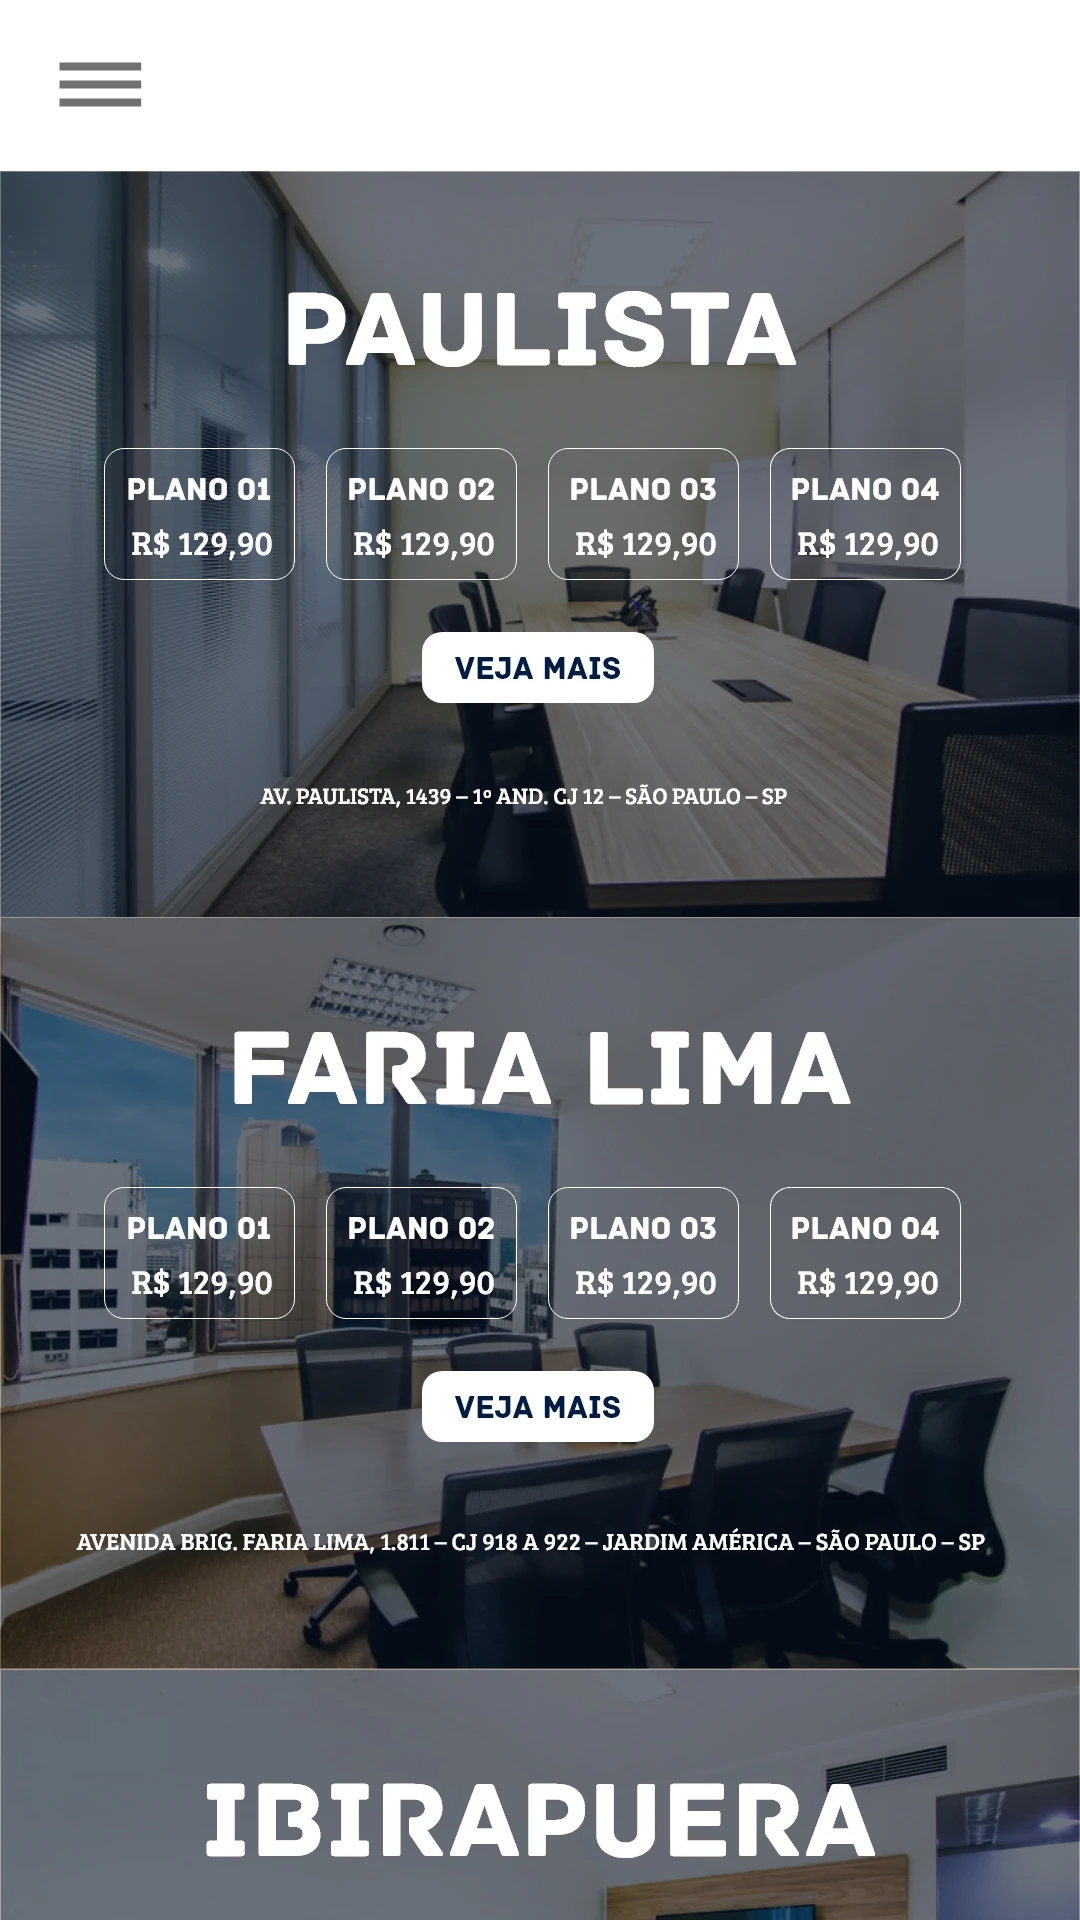 PAULISTA
PLANO 01 PLANO 02 PLANO 03 PLANO 04
R$ 129,90 R$ 129,90 R$ 129,90 R$ 129,90
VEJA MAIS
AV. PAULISTA, 1439 – 1º AND. CJ 12 – SÃO PAULO – SP
FARIA LIMA
PLANO 01 PLANO 02 PLANO 03 PLANO 04
R$ 129,90 R$ 129,90 R$ 129,90 R$ 129,90
VEJA MAIS
AVENIDA BRIG. FARIA LIMA, 1.811 – CJ 918 A 922 – JARDIM AMÉRICA – SÃO PAULO – SP
IBIRAPUERA